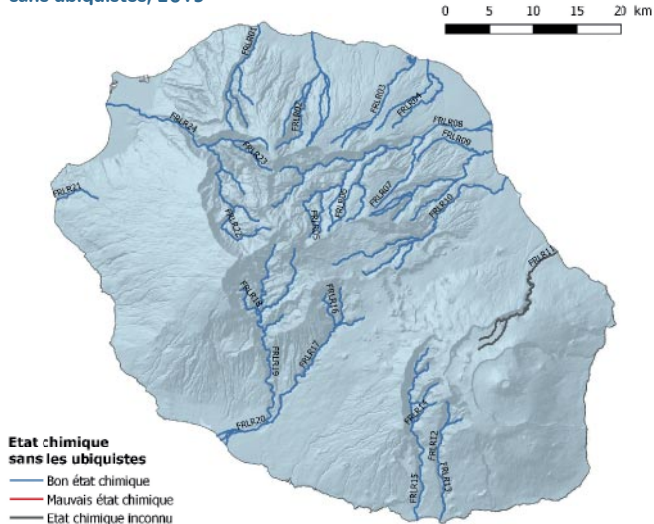 sans ubiquistes, 2019
0 5 10 15 20 km
FRLR01
FRLR02
FRLR03
FRLR04
FRLR08
FRLR09
FRLR24
FRLR23
FRLR21
FRLR06
FRLR07
FRLR05
FRLR10
FRLR22
FRLR11
FRLR18
FRLR16
FRLR17
FRLR19
FRLR20
FRLR14
FRLR12
FRLR15
FRLR13
Etat chimique
sans les ubiquistes
Bon état chimique
Mauvais état chimique
Etat chimique inconnu